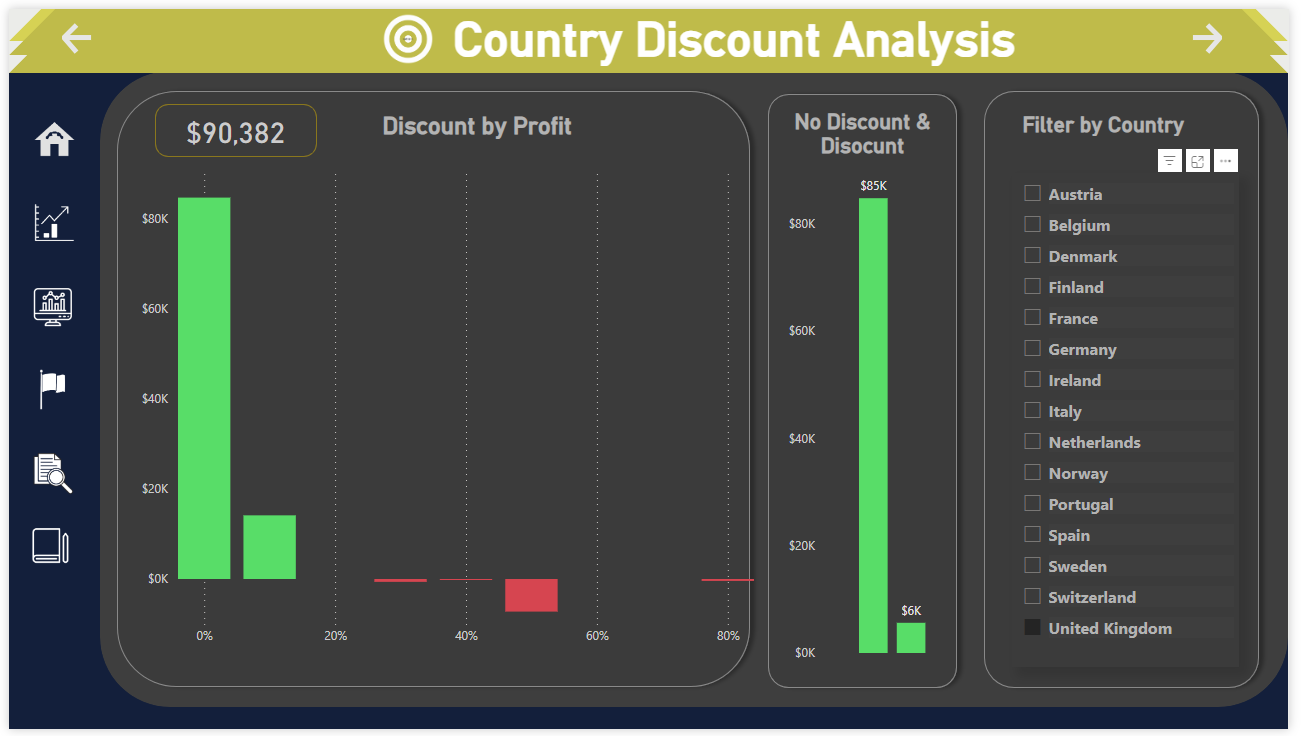 Country Discount Analysis
$90,382
Discount by Profit
$80K
$60K
$40K
$20K
$0K
0%
20%
40%
60%
80%
No Discount &
Disocunt
$85K
$6K
$80K
$60K
$40K
$20K
$0K
Filter by Country
Austria
Belgium
Denmark
Finland
France
Germany
Ireland
Italy
Netherlands
Norway
Portugal
Spain
Sweden
Switzerland
United Kingdom